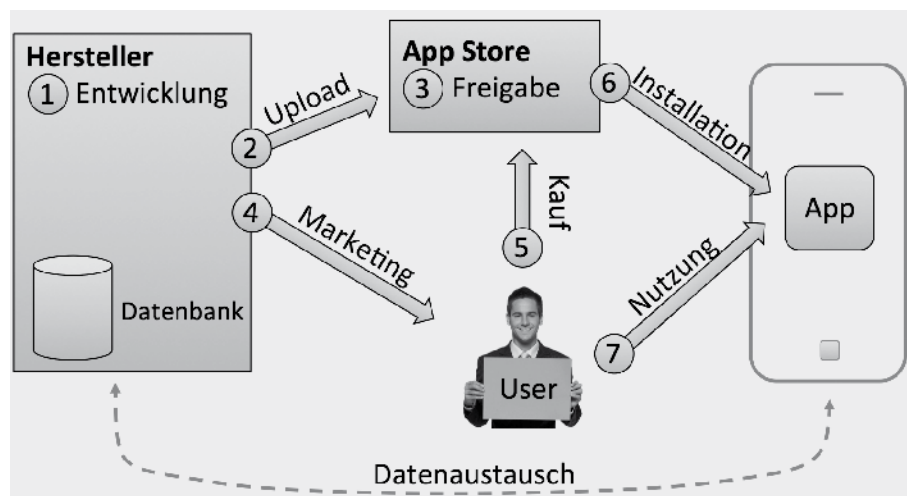 Hersteller
1 Entwicklung
2 Upload
App Store
3 Freigabe
4 Marketing
5 Kauf
6 Installation
7 Nutzung
App
User
Datenbank
Datenaustausch